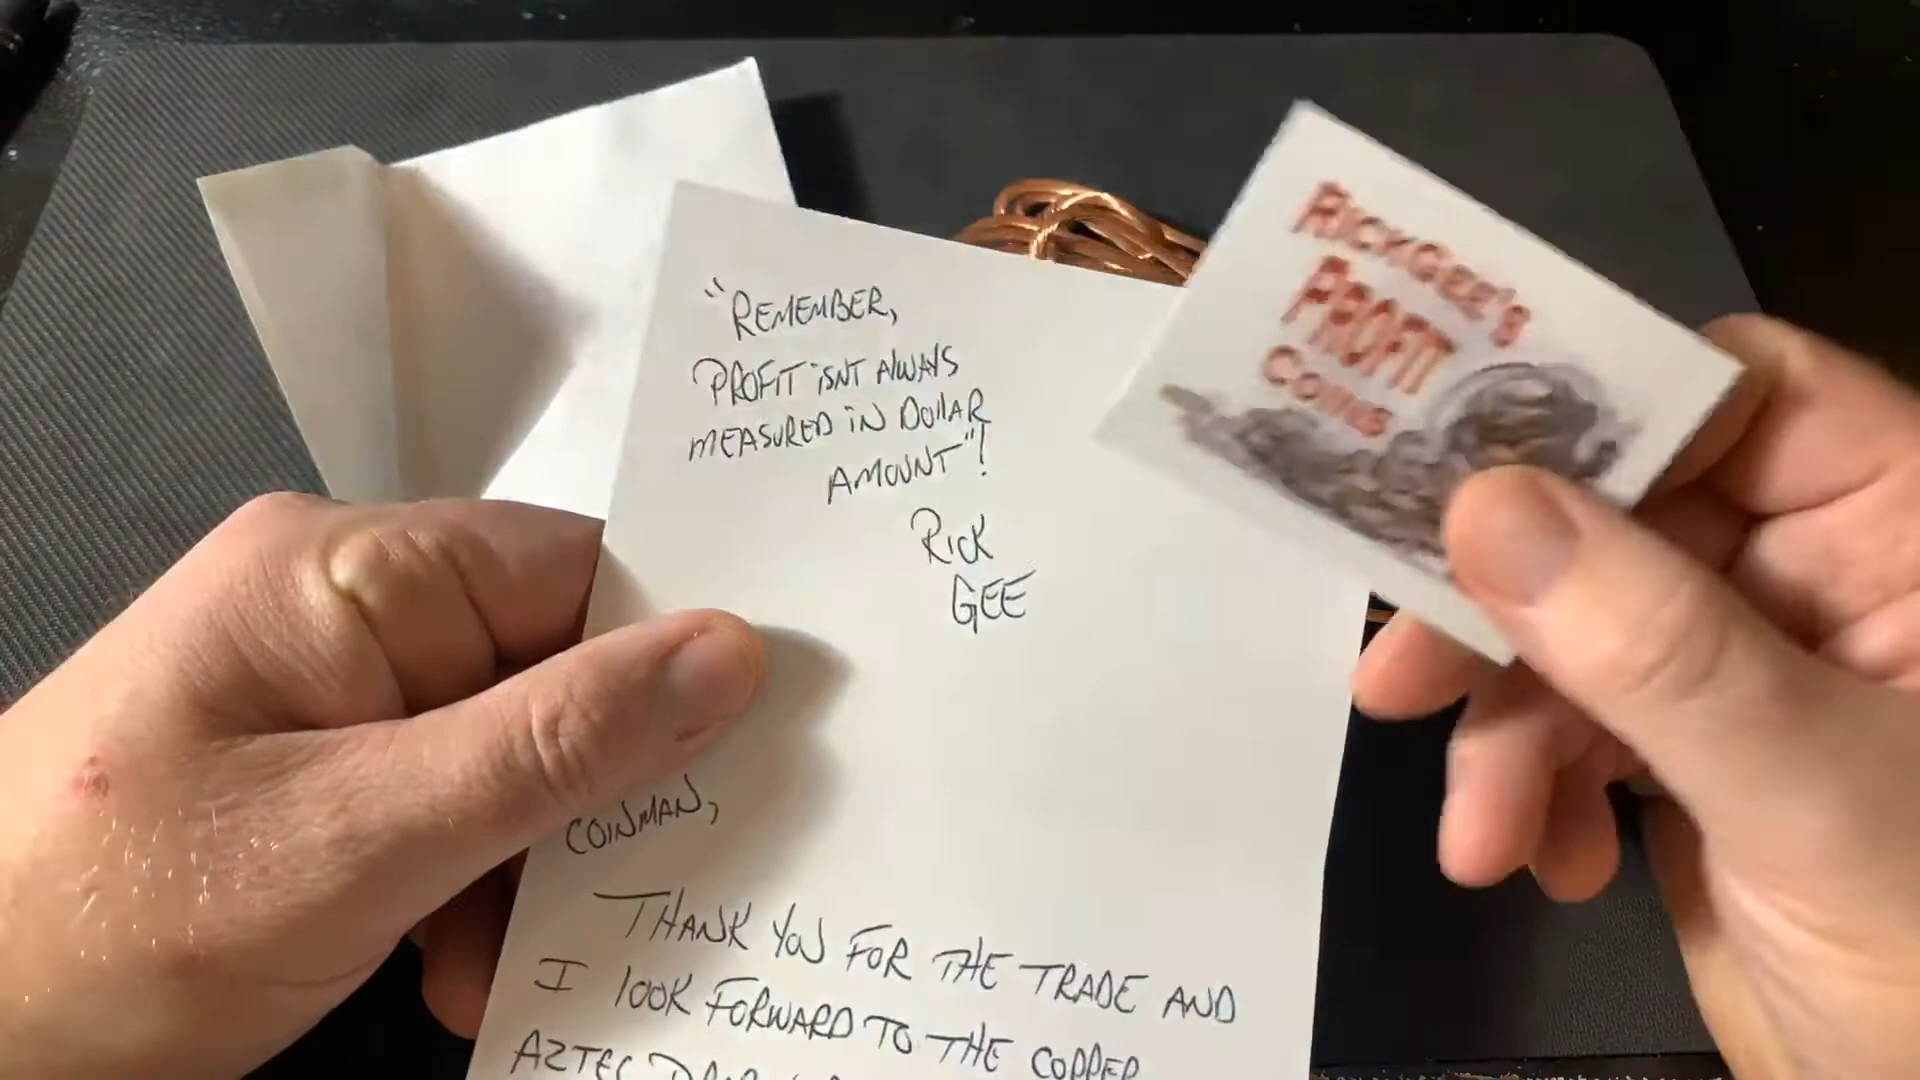 “REMEMBER,
PROFIT iSNT AlWAYS
MEASURED iN DollAR
AMOUNT”!
RiCK
GEE
COiNMAN,
THANK YOU FOR THE TRADE AND
I lOOK FORWARD TO THE COPPER
AZTEC
RICKGEE'S
PROFIT
COINS